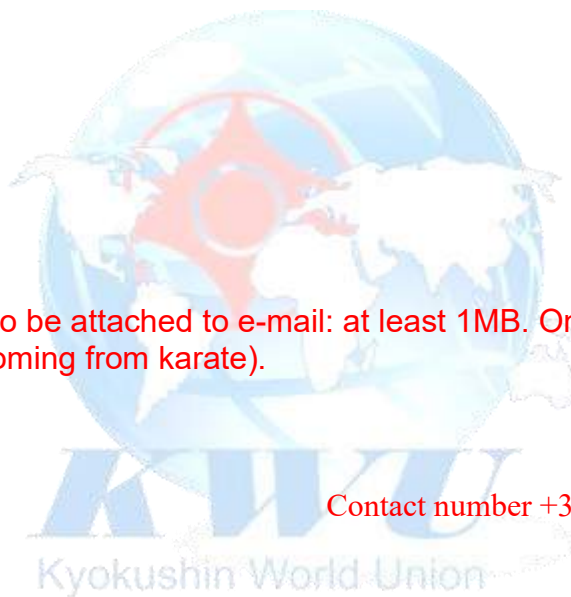 o be attached to e-mail: at least 1MB. Or
oming from karate).
KWU
Contact number +3
Kyokushin World Union